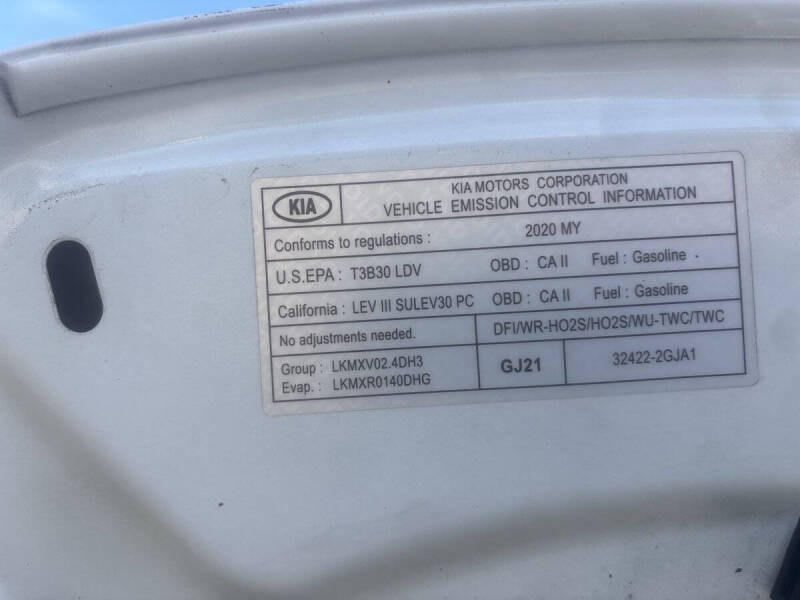 KIA
KIA MOTORS CORPORATION
VEHICLE EMISSION CONTROL INFORMATION
Conforms to regulations : 2020 MY
U.S.EPA : T3B30 LDV OBD : CA II Fuel : Gasoline .
California : LEV III SULEV30 PC OBD : CA II Fuel : Gasoline
No adjustments needed. DFI/WR-HO2S/HO2S/WU-TWC/TWC
Group : LKMXV02.4DH3
Evap. : LKMXR0140DHG
GJ21
32422-2GJA1